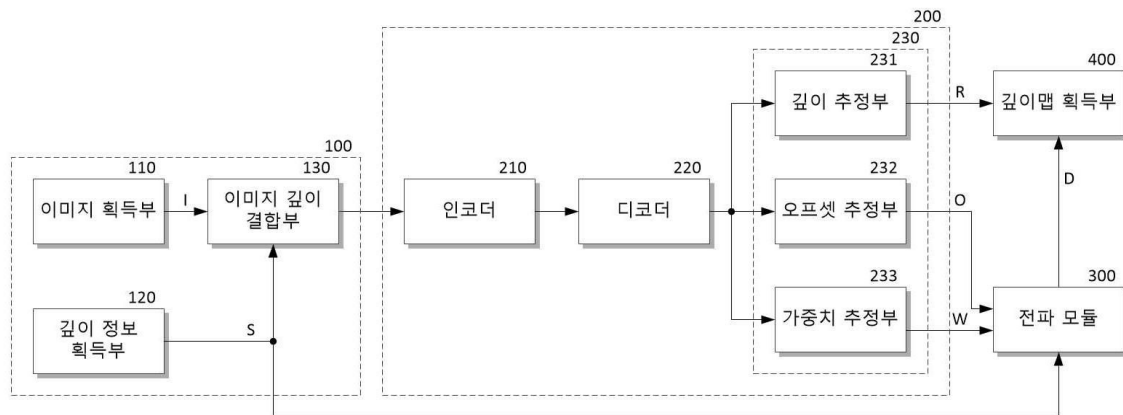 200
230
231
깊이 추정부
R
400
깊이맵 획득부
100
110
이미지 획득부
I
130
이미지 깊이
결합부
210
인코더
220
디코더
232
오프셋 추정부
O
D
120
깊이 정보
획득부
S
233
가중치 추정부
W
300
전파 모듈